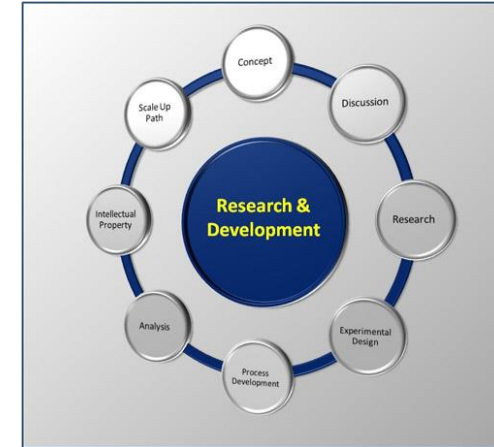 Concept
Discussion
Research
Experimental
Design
Process
Development
Analysis
Intellectual
Property
Scale Up
Path
Research &
Development